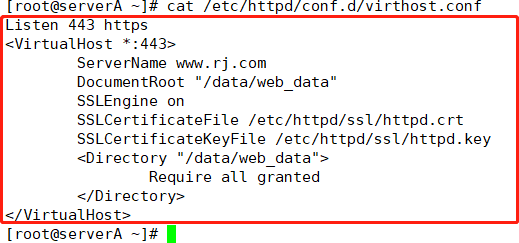 [root@serverA ~]# cat /etc/httpd/conf.d/virthost.conf
Listen 443 https
<VirtualHost *:443>
        ServerName www.rj.com
        DocumentRoot "/data/web_data"
        SSLEngine on
        SSLCertificateFile /etc/httpd/ssl/httpd.crt
        SSLCertificateKeyFile /etc/httpd/ssl/httpd.key
        <Directory "/data/web_data">
                Require all granted
        </Directory>
</VirtualHost>
[root@serverA ~]#